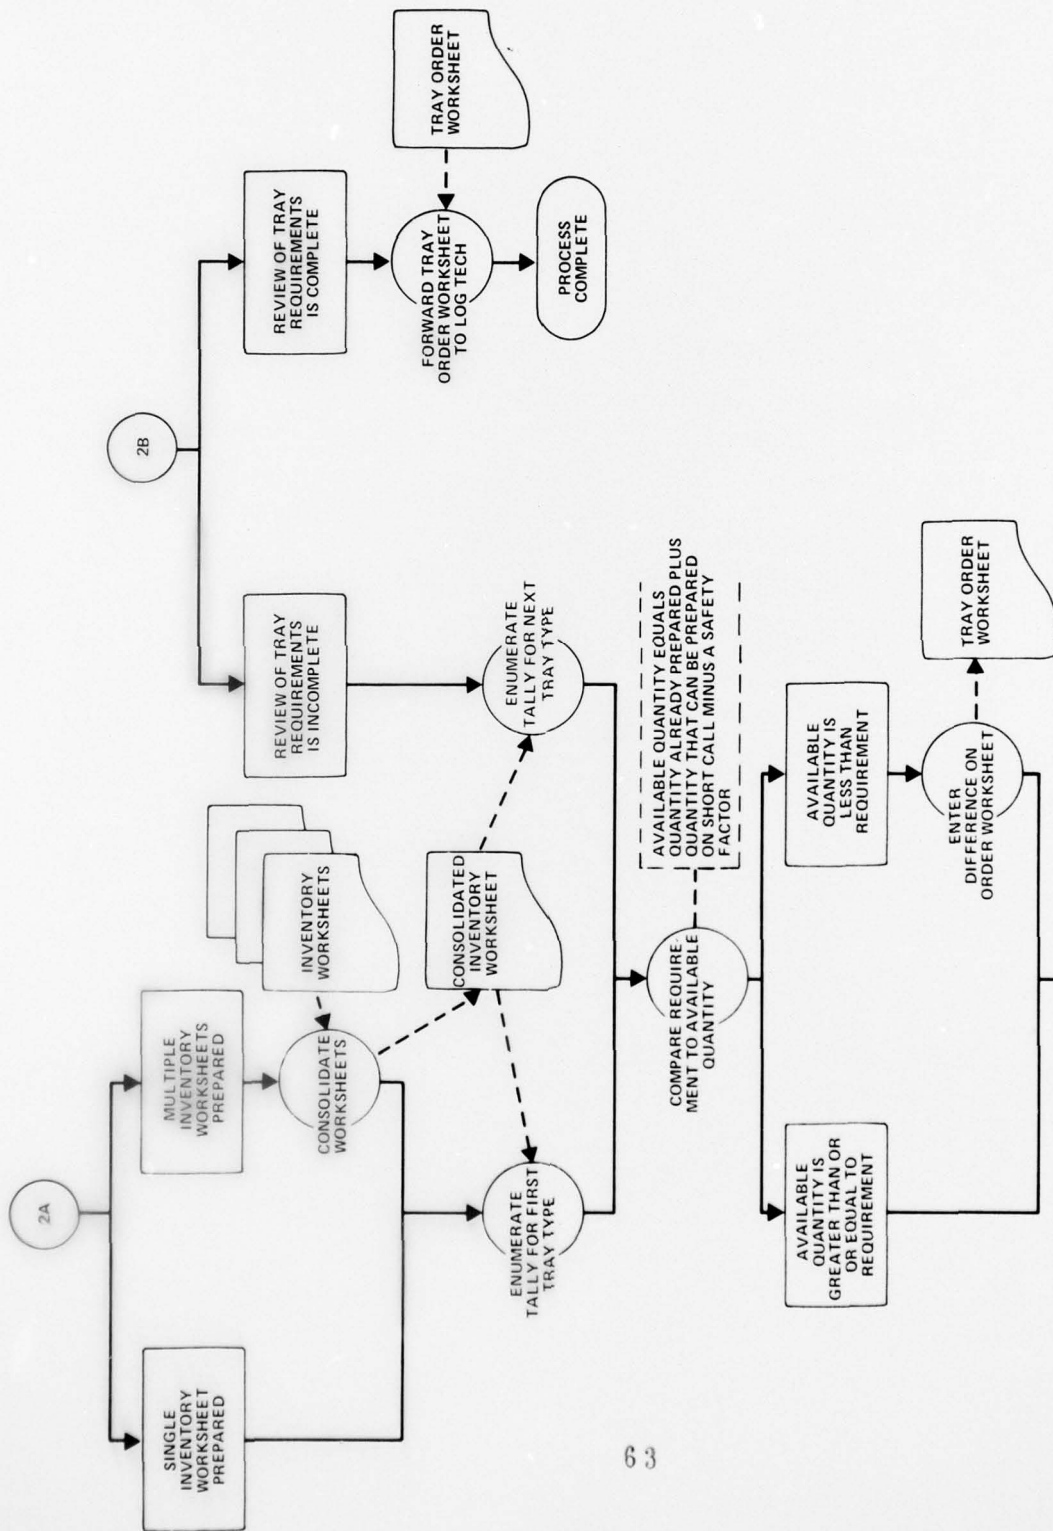 2A
SINGLE
INVENTORY
WORKSHEET
PREPARED
MULTIPLE
INVENTORY
WORKSHEETS
PREPARED
CONSOLIDATE
WORKSHEETS
INVENTORY
WORKSHEETS
CONSOLIDATED
INVENTORY
WORKSHEET
ENUMERATE
TALLY FOR FIRST
TRAY TYPE
2B
REVIEW OF TRAY
REQUIREMENTS
IS INCOMPLETE
REVIEW OF TRAY
REQUIREMENTS
IS COMPLETE
ENUMERATE
TALLY FOR NEXT
TRAY TYPE
FORWARD TRAY
ORDER WORKSHEET
TO LOG TECH
TRAY ORDER
WORKSHEET
PROCESS
COMPLETE
COMPARE REQUIRE-
MENT TO AVAILABLE
QUANTITY
AVAILABLE QUANTITY EQUALS
QUANTITY ALREADY PREPARED PLUS
QUANTITY THAT CAN BE PREPARED
ON SHORT CALL MINUS A SAFETY
FACTOR
AVAILABLE
QUANTITY IS
GREATER THAN OR
OR EQUAL TO
REQUIREMENT
AVAILABLE
QUANTITY IS
LESS THAN
REQUIREMENT
ENTER
DIFFERENCE ON
ORDER WORKSHEET
TRAY ORDER
WORKSHEET
63